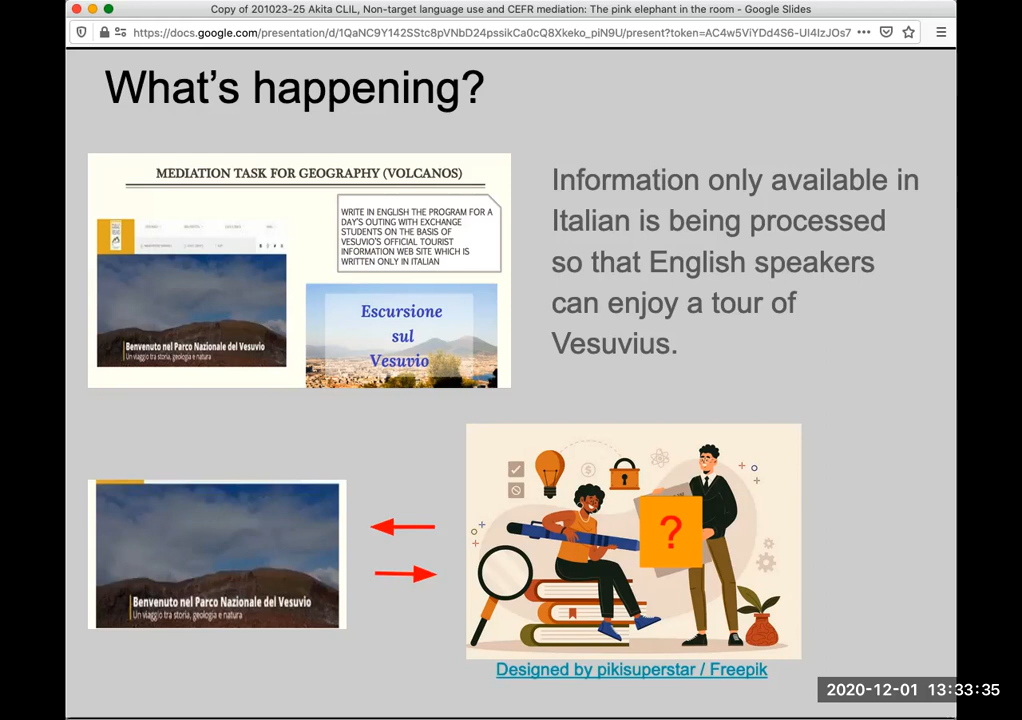 Copy of 201023-25 Akita CLIL, Non-target language use and CEFR mediation: The pink elephant in the room - Google Slides
https://docs.google.com/presentation/d/1QaNC9Y142SStc8pVNbD24pssikCa0cQ8Xkeko_piN9U/present?token=AC4w5ViYDd4S6-UI4IzJOs7
What's happening?
MEDIATION TASK FOR GEOGRAPHY (VOLCANOS)
WRITE IN ENGLISH THE PROGRAM FOR A
DAY'S OUTING WITH EXCHANGE
STUDENTS ON THE BASIS OF
VESUVIO'S OFFICIAL TOURIST
INFORMATION WEB SITE WHICH IS
WRITTEN ONLY IN ITALIAN
Benvenuto nel Parco Nazionale del Vesuvio
Un viaggio tra storia, geologia e natura
Escursione
sul
Vesuvio
Information only available in
Italian is being processed
so that English speakers
can enjoy a tour of
Vesuvius.
Benvenuto nel Parco Nazionale del Vesuvio
Un viaggio tra storia, geologia e natura
?
Designed by pikisuperstar / Freepik
2020-12-01 13:33:35